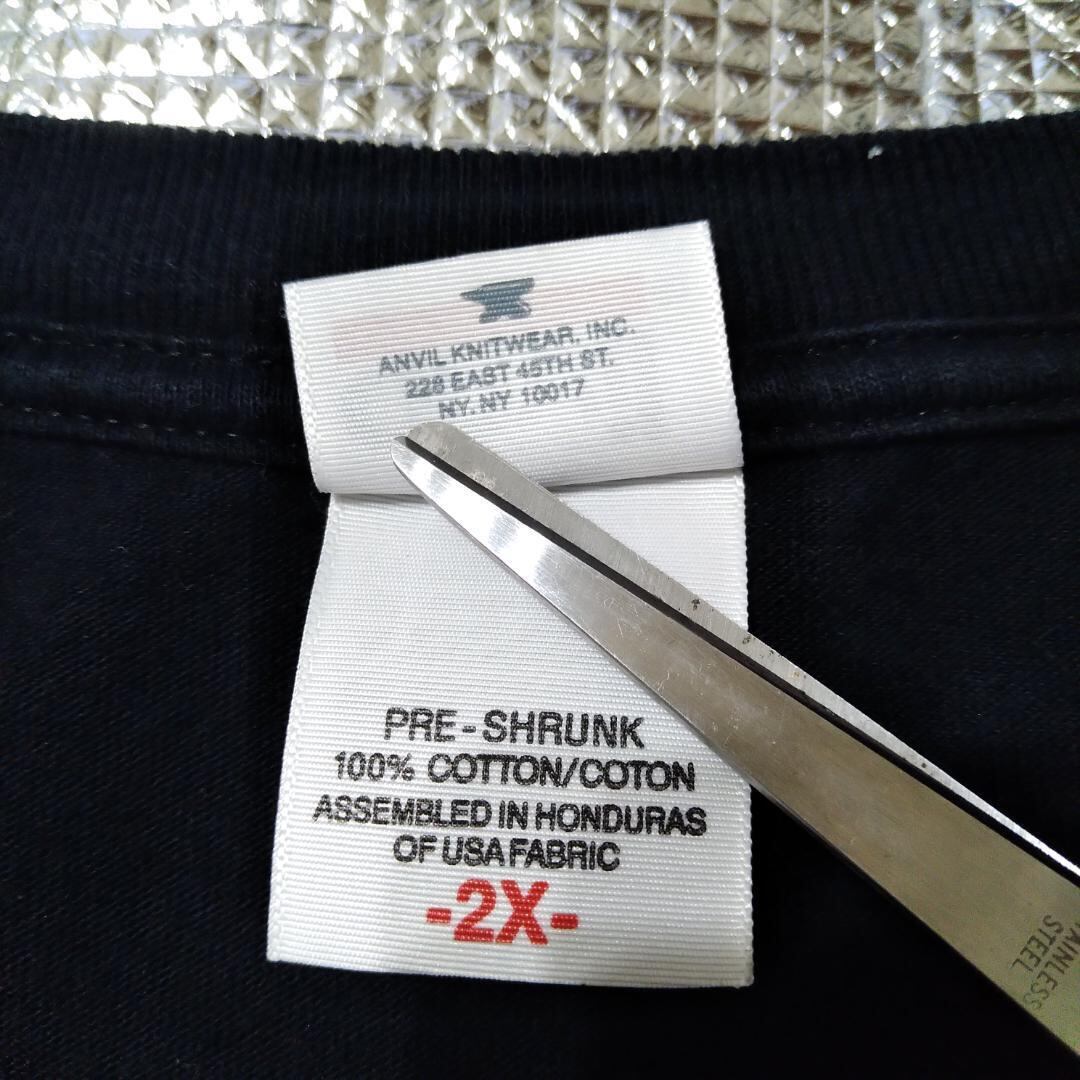 ANVIL KNITWEAR, INC.
228 EAST 45TH ST.
NY. NY 10017
PRE-SHRUNK
100% COTTON/COTON
ASSEMBLED IN HONDURAS
OF USA FABRIC
-2X-
TAINLESS
STEEL